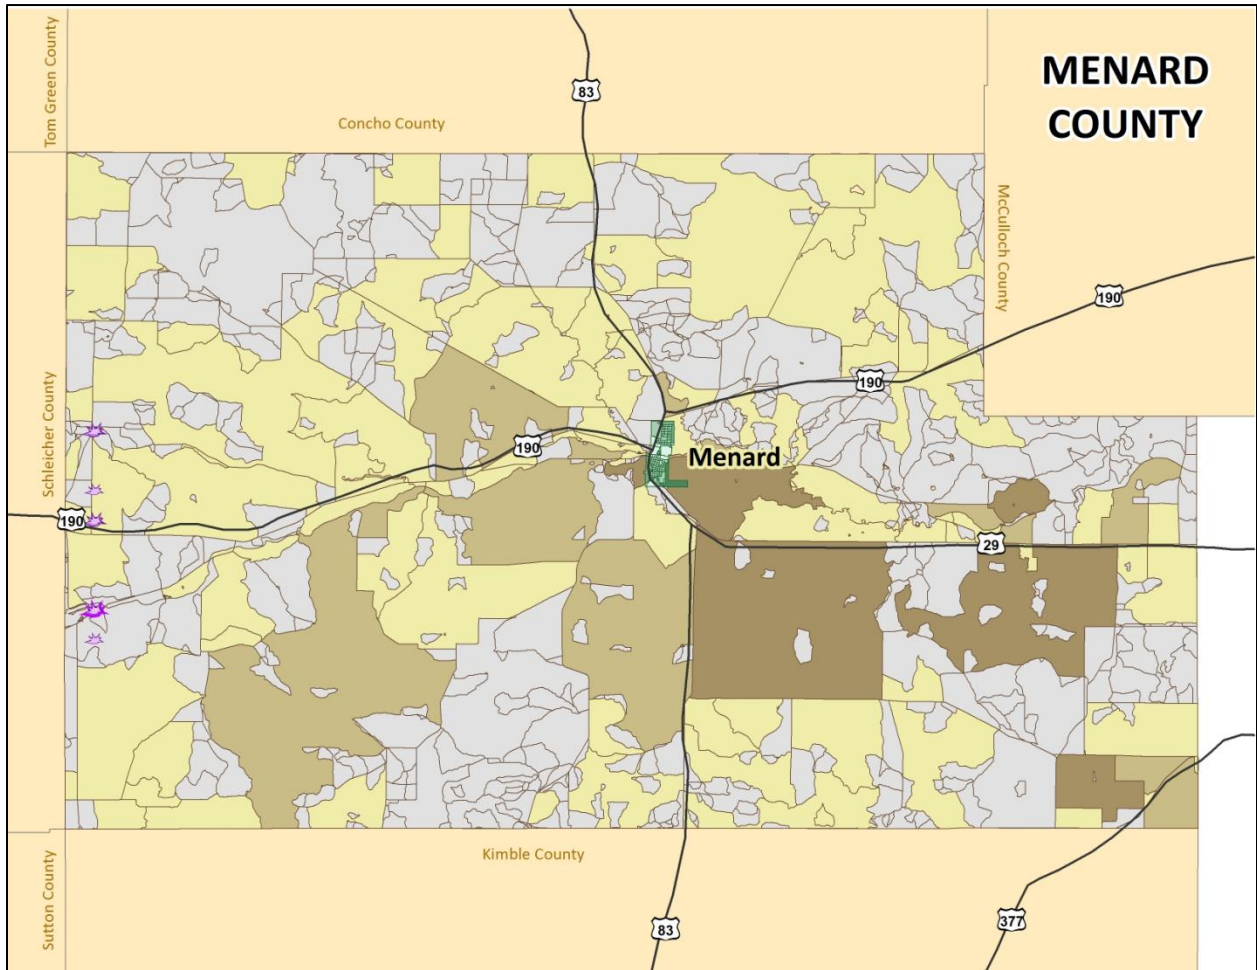 MENARD
COUNTY
Tom Green County
83
Concho County
McCulloch County
190
190
Schleicher County
190
Menard
190
29
Kimble County
Sutton County
83
377